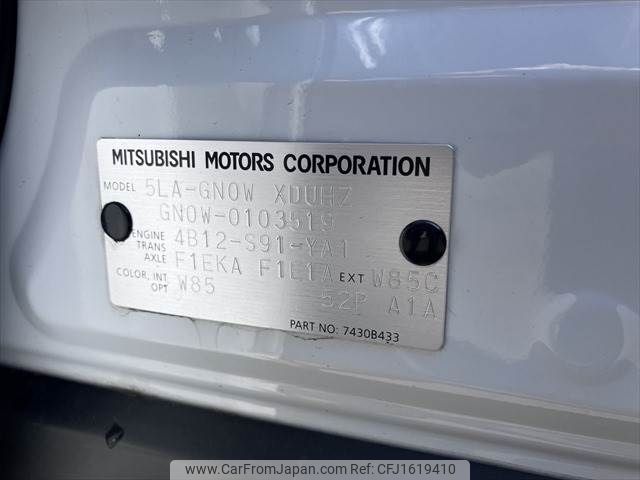 MITSUBISHI MOTORS CORPORATION
MODEL 5LA-GN0W XDUHZ
GN0W-0103519
ENGINE 4B12-S91-YA1
TRANS AXLE F1EKA F1E1A EXT W85C
COLOR, INT OPT W85 52P A1A
PART NO: 7430B433
www.CarFromJapan.com | Ref. No: CFJ1619410